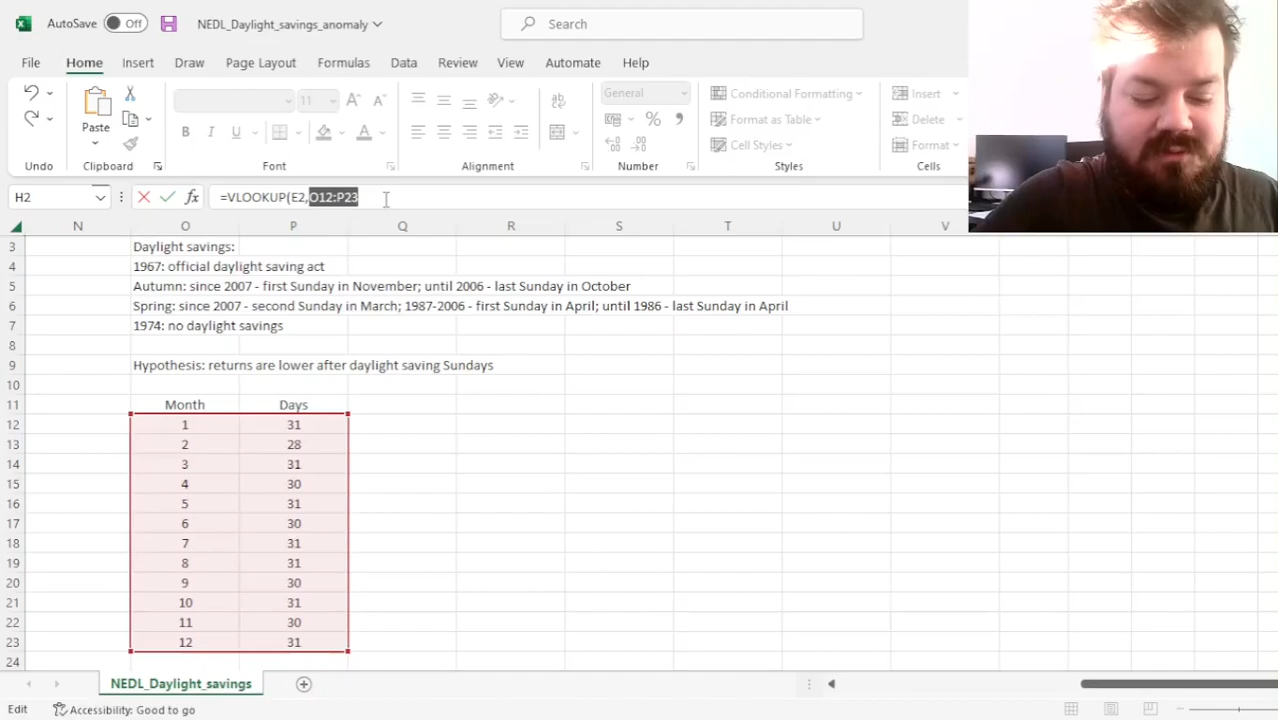 AutoSave Off NEDL_Daylight_savings_anomaly Search
File Home Insert Draw Page Layout Formulas Data Review View Automate Help
11 General Conditional Formatting Insert
Paste B I U Format as Table Delete
Cell Styles Format
Undo Clipboard Font Alignment Number Styles Cells
H2 fx =VLOOKUP(E2,O12:P23
N O P Q R S T U V
3 Daylight savings:
4 1967: official daylight saving act
5 Autumn: since 2007 - first Sunday in November; until 2006 - last Sunday in October
6 Spring: since 2007 - second Sunday in March; 1987-2006 - first Sunday in April; until 1986 - last Sunday in April
7 1974: no daylight savings
8
9 Hypothesis: returns are lower after daylight saving Sundays
10
11 Month Days
12 1 31
13 2 28
14 3 31
15 4 30
16 5 31
17 6 30
18 7 31
19 8 31
20 9 30
21 10 31
22 11 30
23 12 31
24
NEDL_Daylight_savings
Edit Accessibility: Good to go